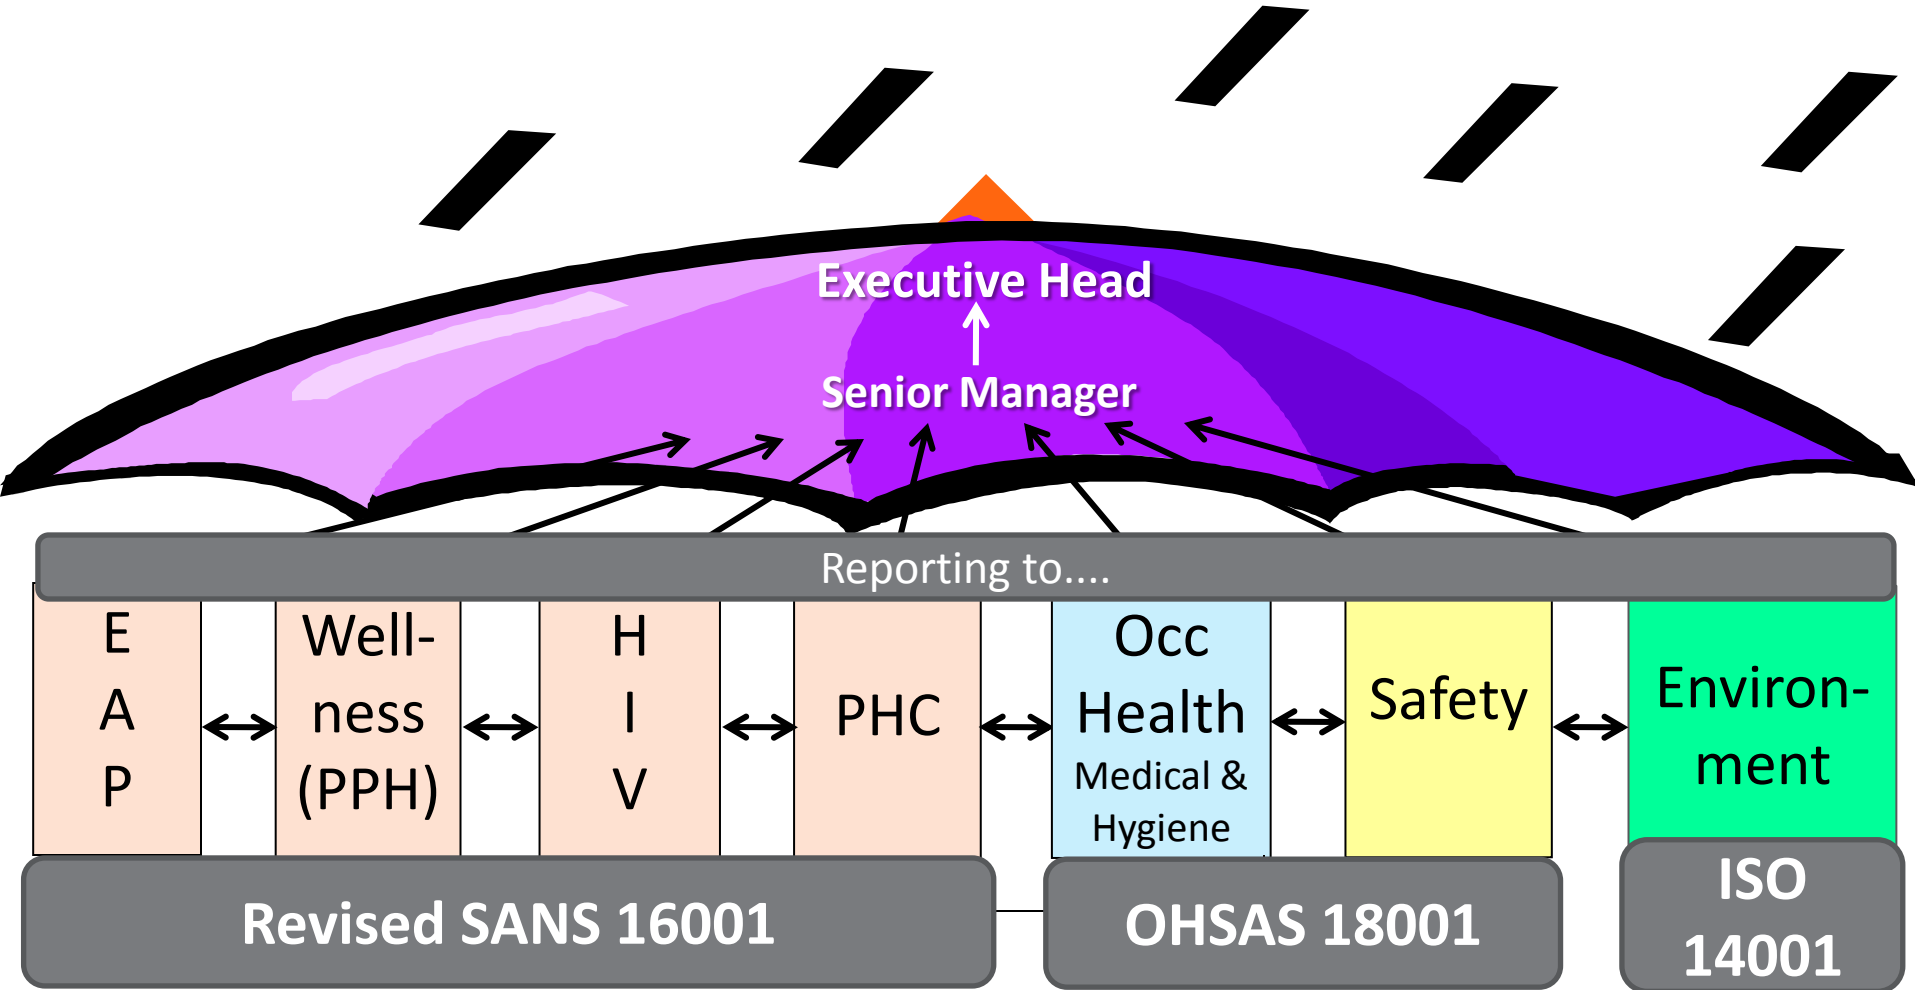 Executive Head
Senior Manager
Reporting to....
E
A
P
Well-
ness
(PPH)
H
I
V
PHC
Occ
Health
Medical &
Hygiene
Safety
Environ-
ment
Revised SANS 16001
OHSAS 18001
ISO
14001